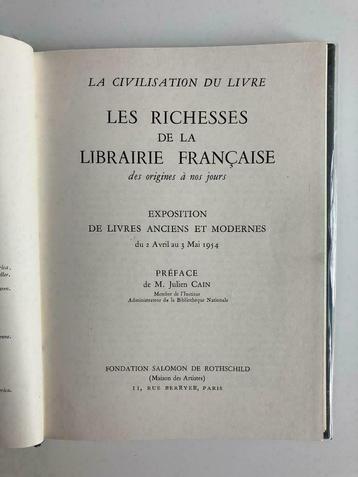 LA CIVILISATION DU LIVRE
LES RICHESSES
DE LA
LIBRAIRIE FRANÇAISE
des origines à nos jours
EXPOSITION
DE LIVRES ANCIENS ET MODERNES
du 2 Avril au 3 Mai 1954
PRÉFACE
de M. Julien CAIN
Membre de l'Institut
Administrateur de la Bibliothèque Nationale
FONDATION SALOMON DE ROTHSCHILD
(Maison des Artistes)
11, RUE BERRYER, PARIS